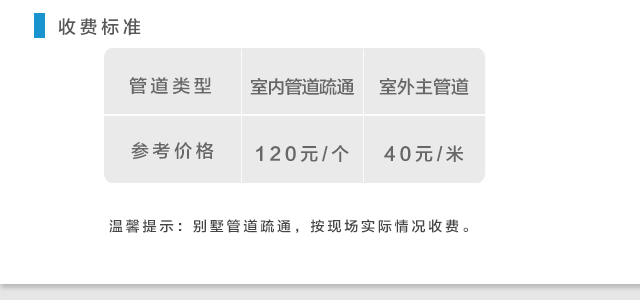 收费标准
管道类型 室内管道疏通 室外主管道
参考价格 120元/个 40元/米
温馨提示：别墅管道疏通，按现场实际情况收费。